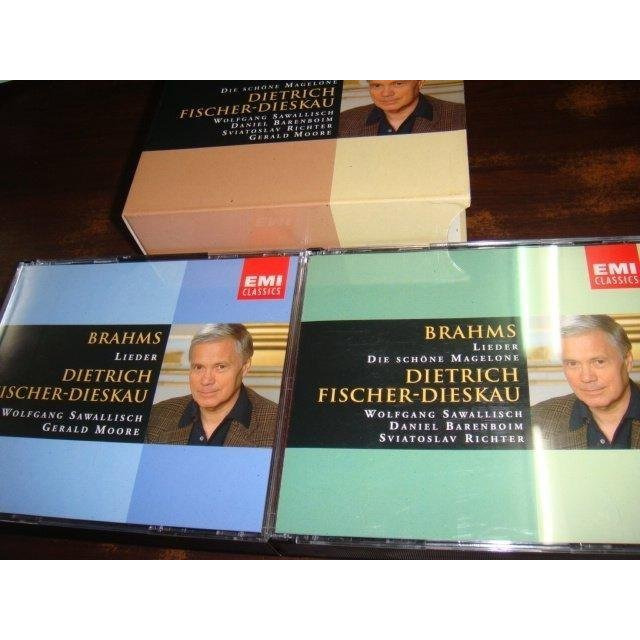 DIE SCHÖNE MAGELONE
DIETRICH
FISCHER-DIESKAU
WOLFGANG SAWALLISCH
DANIEL BARENBOIM
SVIATOSLAV RICHTER
GERALD MOORE
EMI
EMI
CLASSICS
BRAHMS
LIEDER
DIETRICH
FISCHER-DIESKAU
WOLFGANG SAWALLISCH
GERALD MOORE
EMI
CLASSICS
BRAHMS
LIEDER
DIE SCHÖNE MAGELONE
DIETRICH
FISCHER-DIESKAU
WOLFGANG SAWALLISCH
DANIEL BARENBOIM
SVIATOSLAV RICHTER